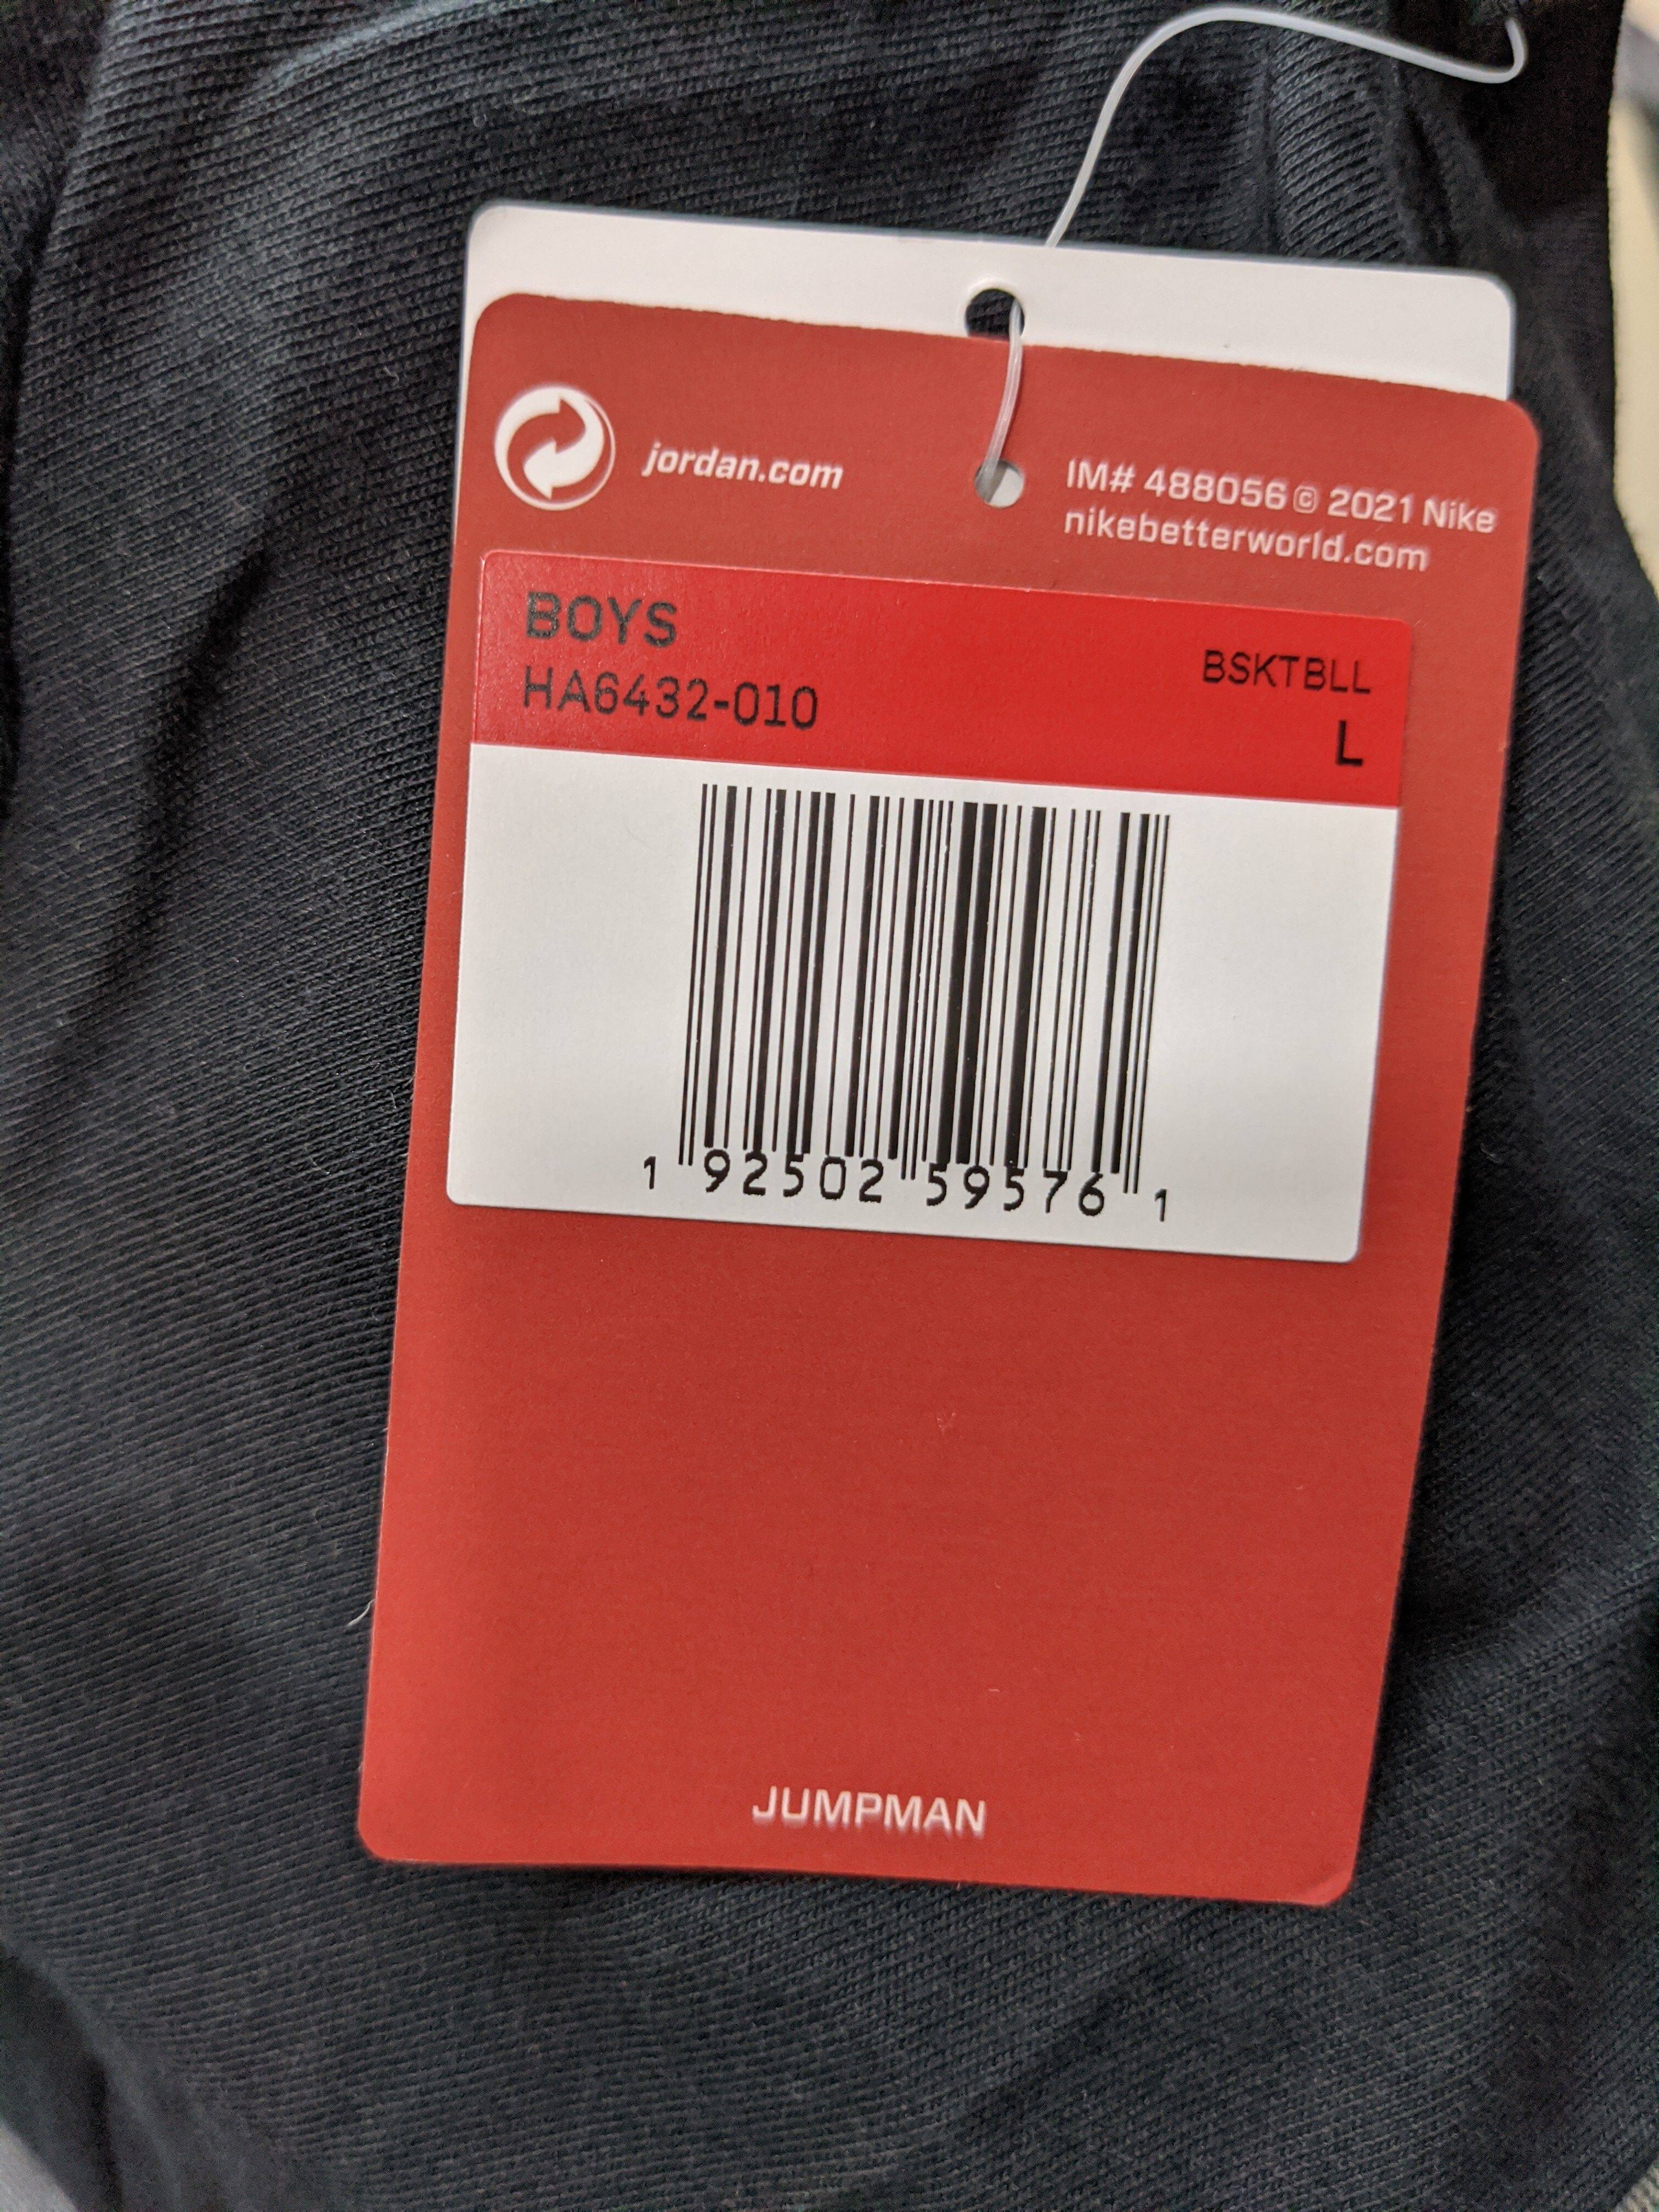 jordan.com
IM# 488056 © 2021 Nike
nikebetterworld.com
BOYS
BSKTBLL
HA6432-010
L
1 92502 59576 1
JUMPMAN